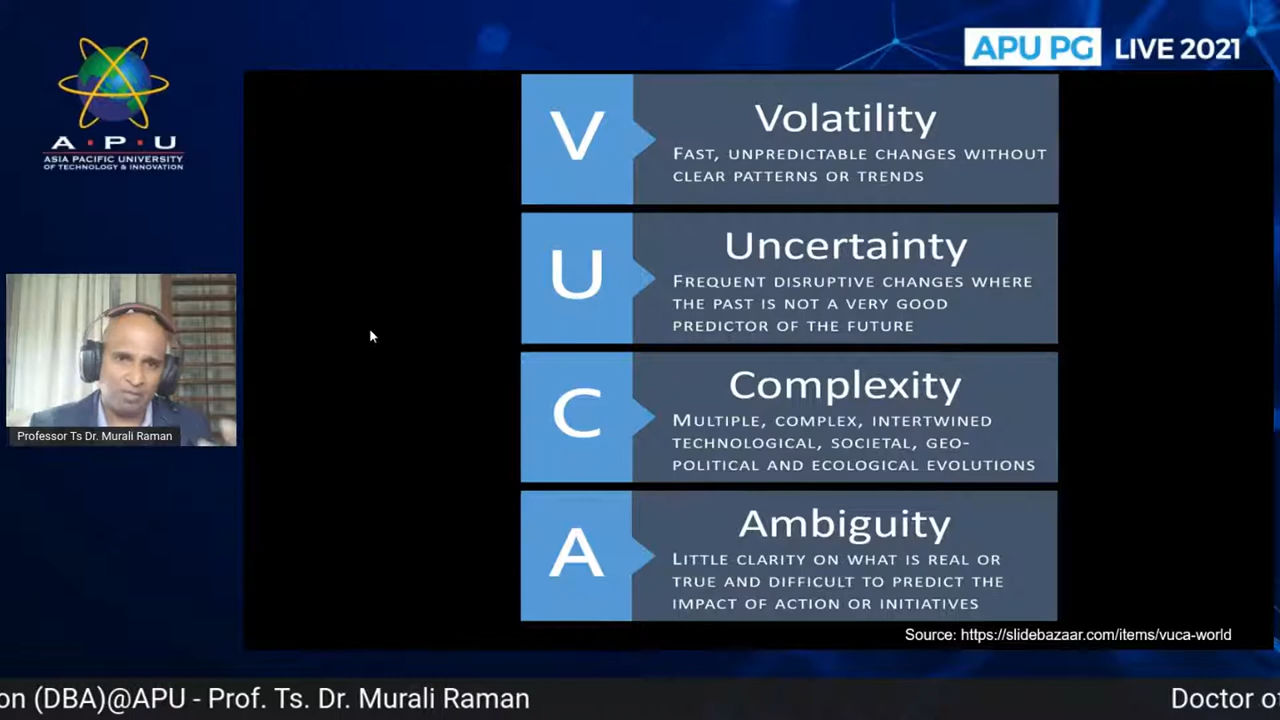 A·P·U
ASIA PACIFIC UNIVERSITY
OF TECHNOLOGY & INNOVATION
APU PG LIVE 2021
V
Volatility
FAST, UNPREDICTABLE CHANGES WITHOUT
CLEAR PATTERNS OR TRENDS
U
Uncertainty
FREQUENT DISRUPTIVE CHANGES WHERE
THE PAST IS NOT A VERY GOOD
PREDICTOR OF THE FUTURE
C
Complexity
MULTIPLE, COMPLEX, INTERTWINED
TECHNOLOGICAL, SOCIETAL, GEO-
POLITICAL AND ECOLOGICAL EVOLUTIONS
A
Ambiguity
LITTLE CLARITY ON WHAT IS REAL OR
TRUE AND DIFFICULT TO PREDICT THE
IMPACT OF ACTION OR INITIATIVES
Source: https://slidebazaar.com/items/vuca-world
Professor Ts Dr. Murali Raman
on (DBA)@APU - Prof. Ts. Dr. Murali Raman
Doctor of